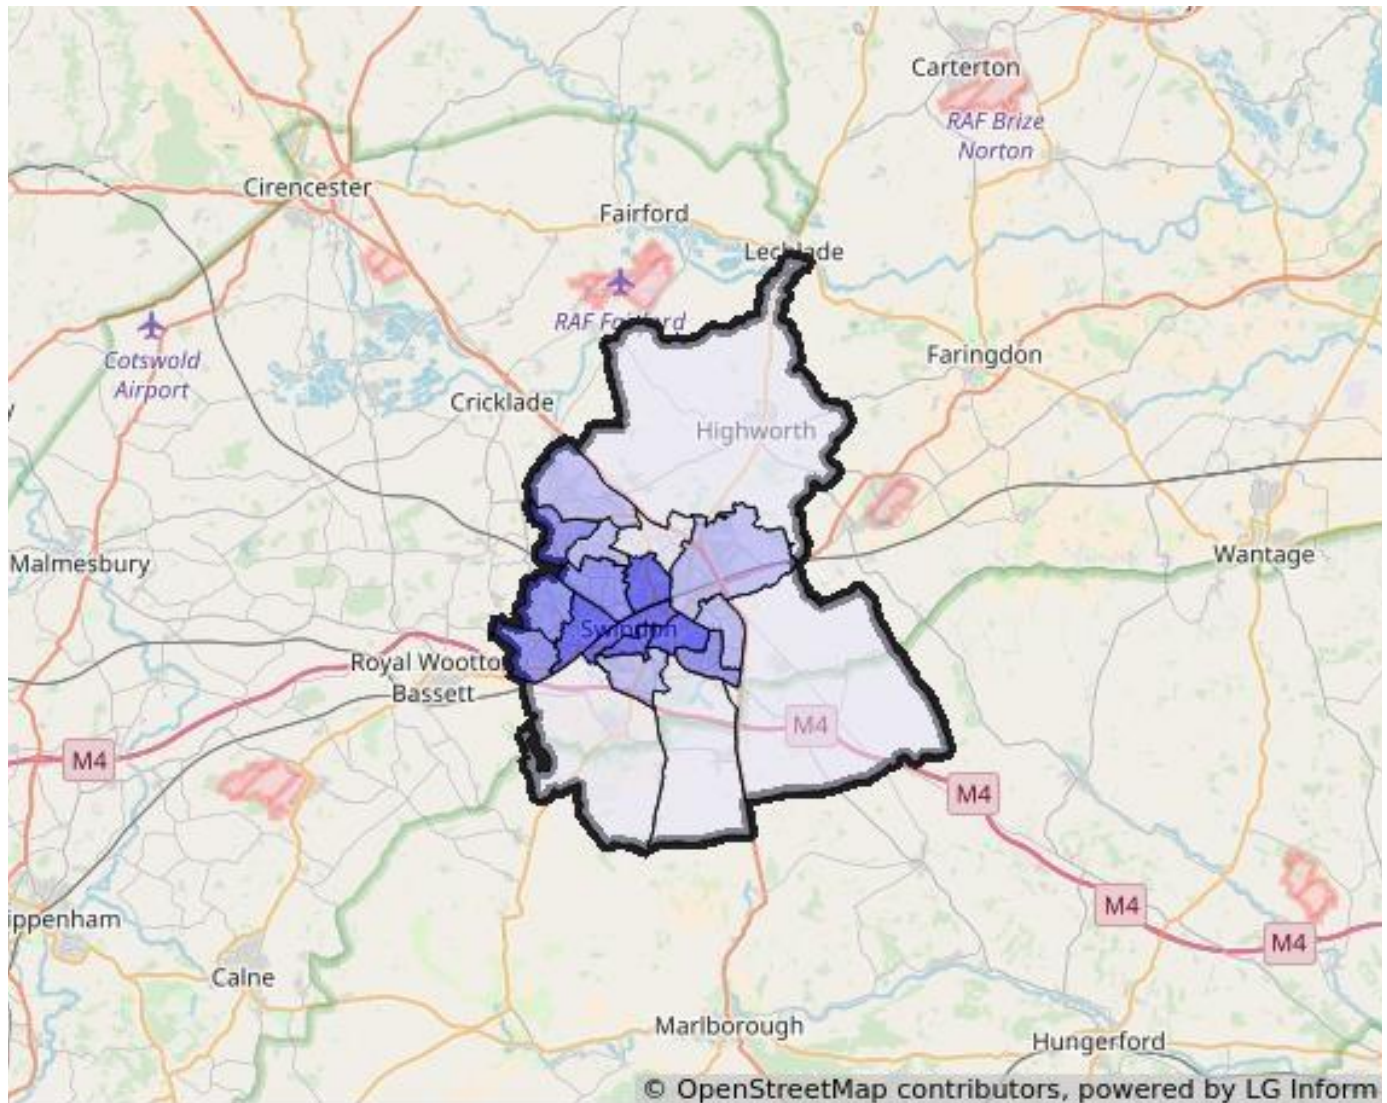 Carterton
RAF Brize
Norton
Cirencester
Fairford
Lechlade
RAF Fairford
Cotswold
Airport
Faringdon
Cricklade
Highworth
Malmesbury
Wantage
Swindon
Royal Wootto
Bassett
M4
M4
M4
M4
M4
ippenham
Calne
Marlborough
Hungerford
© OpenStreetMap contributors, powered by LG Inform